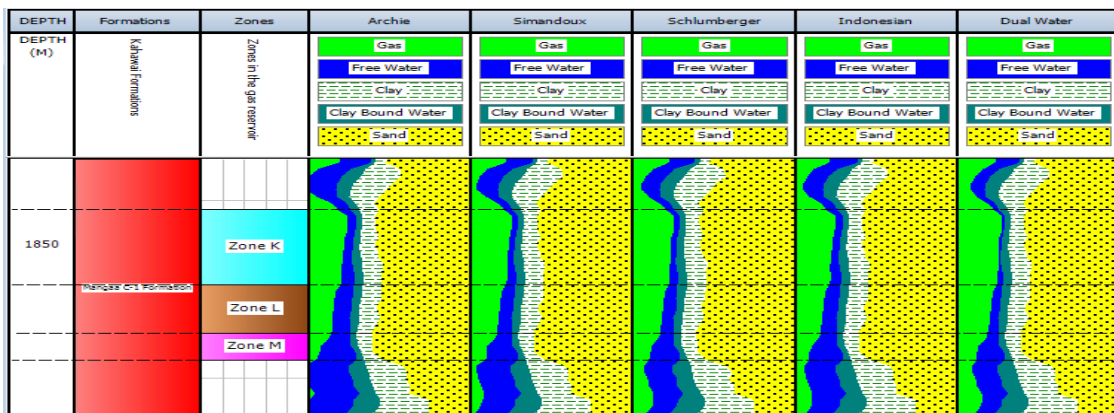 DEPTH Formations Zones Archie Simandoux Schlumberger Indonesian Dual Water
DEPTH
(M)
Kahawai Formations
Zones in the gas reservoir
Gas Gas Gas Gas Gas
Free Water Free Water Free Water Free Water Free Water
Clay Clay Clay Clay Clay
Clay Bound Water Clay Bound Water Clay Bound Water Clay Bound Water Clay Bound Water
Sand Sand Sand Sand Sand
1850
Zone K
Mangaa C-1 Formation
Zone L
Zone M